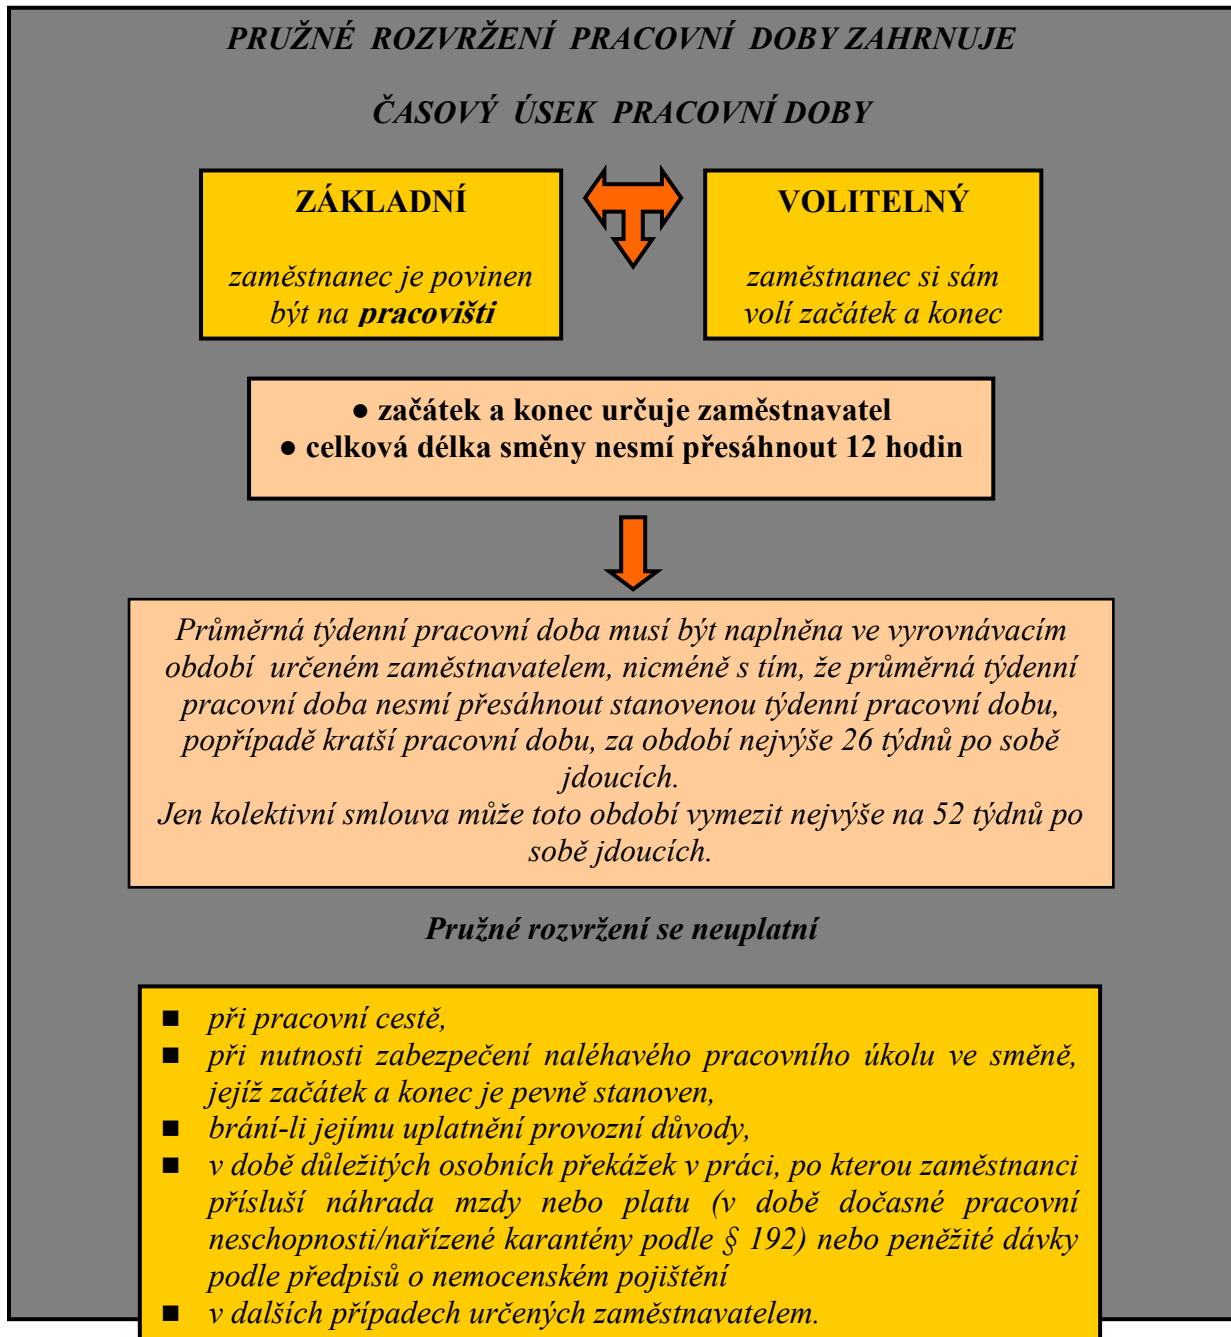 PRUŽNÉ ROZVRŽENÍ PRACOVNÍ DOBY ZAHRNUJE
ČASOVÝ ÚSEK PRACOVNÍ DOBY
ZÁKLADNÍ
zaměstnanec je povinen
být na pracovišti
VOLITELNÝ
zaměstnanec si sám
volí začátek a konec
● začátek a konec určuje zaměstnavatel
● celková délka směny nesmí přesáhnout 12 hodin
Průměrná týdenní pracovní doba musí být naplněna ve vyrovnávacím
období určeném zaměstnavatelem, nicméně s tím, že průměrná týdenní
pracovní doba nesmí přesáhnout stanovenou týdenní pracovní dobu,
popřípadě kratší pracovní dobu, za období nejvýše 26 týdnů po sobě
jdoucích.
Jen kolektivní smlouva může toto období vymezit nejvýše na 52 týdnů po
sobě jdoucích.
Pružné rozvržení se neuplatní
■ při pracovní cestě,
■ při nutnosti zabezpečení naléhavého pracovního úkolu ve směně,
jejíž začátek a konec je pevně stanoven,
■ brání-li jejímu uplatnění provozní důvody,
■ v době důležitých osobních překážek v práci, po kterou zaměstnanci
přísluší náhrada mzdy nebo platu (v době dočasné pracovní
neschopnosti/nařízené karantény podle § 192) nebo peněžité dávky
podle předpisů o nemocenském pojištění
■ v dalších případech určených zaměstnavatelem.